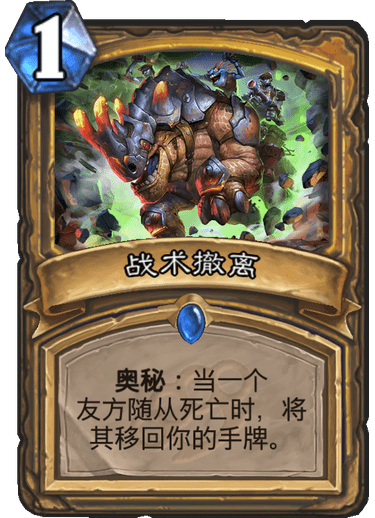 1
战术撤离
奥秘：当一个
友方随从死亡时，将
其移回你的手牌。